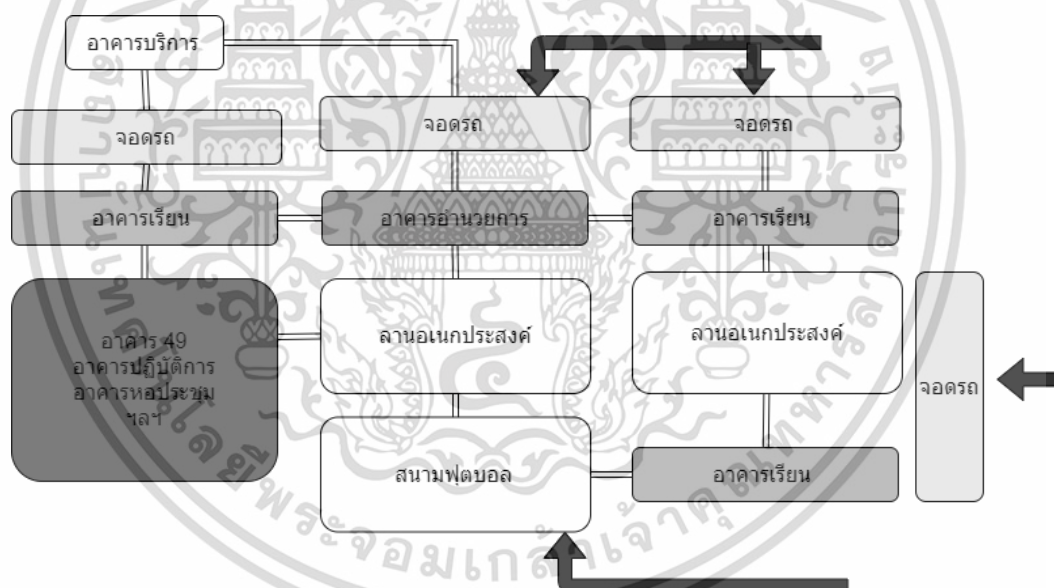 อาคารบริการ
จอดรถ
จอดรถ
จอดรถ
อาคารเรียน
อาคารอำนวยการ
อาคารเรียน
อาคาร 49
อาคารปฏิบัติการ
อาคารหอประชุม
ฯลฯ
ลานอเนกประสงค์
ลานอเนกประสงค์
จอดรถ
สนามฟุตบอล
อาคารเรียน